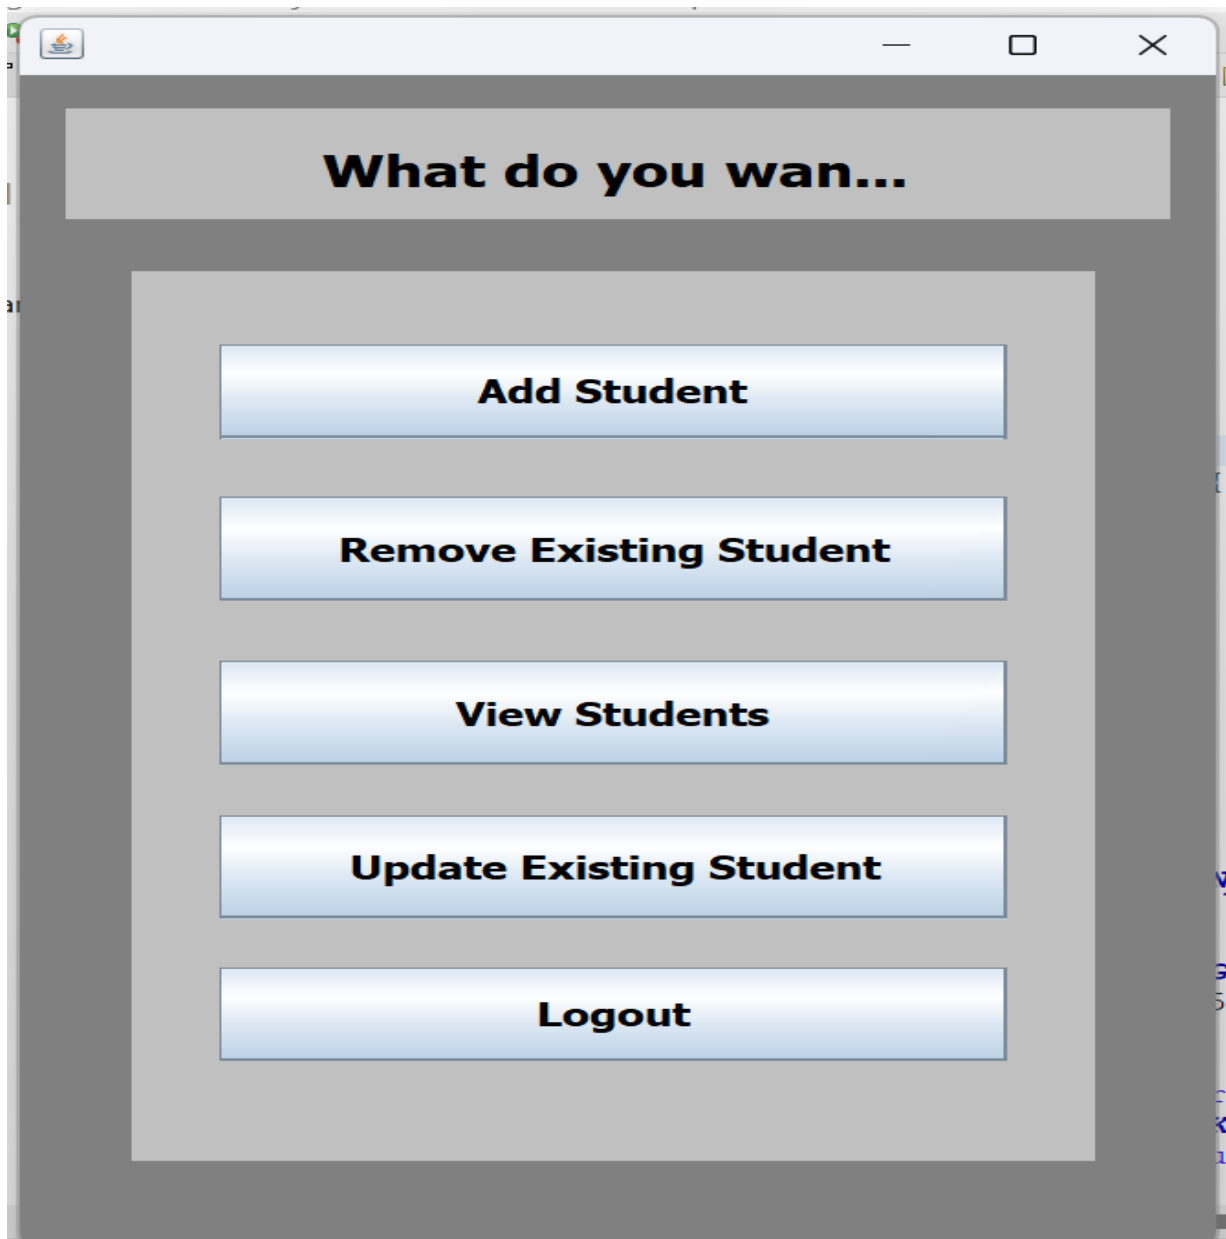 What do you wan...
Add Student
Remove Existing Student
View Students
Update Existing Student
Logout